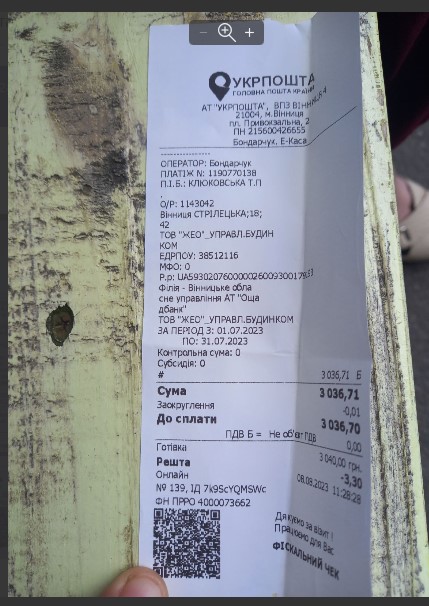 УКРПОШТА
ГОЛОВНА ПОШТА КРАЇНИ
АТ "УКРПОШТА", ВПЗ ВІННИЦЯ
21004, м.Вінниця
пл. Привокзальна, 2
ПН 215600426655
Бондарчук. Е-Каса
--------------------
ОПЕРАТОР: Бондарчук
ПЛАТІЖ N: 1190770138
П.І.Б.: КЛЮКОВСЬКА Т.П
.
О/Р: 1143042
Вінниця СТРІЛЕЦЬКА;18;
42
ТОВ "ЖЕО"_УПРАВЛ.БУДИН
КОМ
ЄДРПОУ: 38512116
МФО: 0
Р.р:
Філія - Вінницьке обла
сне управління АТ "Оща
дбанк"
ТОВ "ЖЕО"_УПРАВЛ.БУДИНКОМ
ЗА ПЕРІОД З: 01.07.2023
ПО: 31.07.2023
Контрольна сума: 0
Субсидія: 0
# 3 036,71 Б
Сума 3 036,71
Заокруглення -0,01
До сплати 3 036,70
ПДВ Б = Не об'єкт ПДВ 0,00
Готівка 3 040,00 грн.
Решта -3,30
Онлайн 08.08.2023 11:28:28
№ 139, ІД 7k9ScYQMSWc
ФН ПРРО 4000073662
Дякуємо за візит !
Працюємо для Вас
ФІСКАЛЬНИЙ ЧЕК